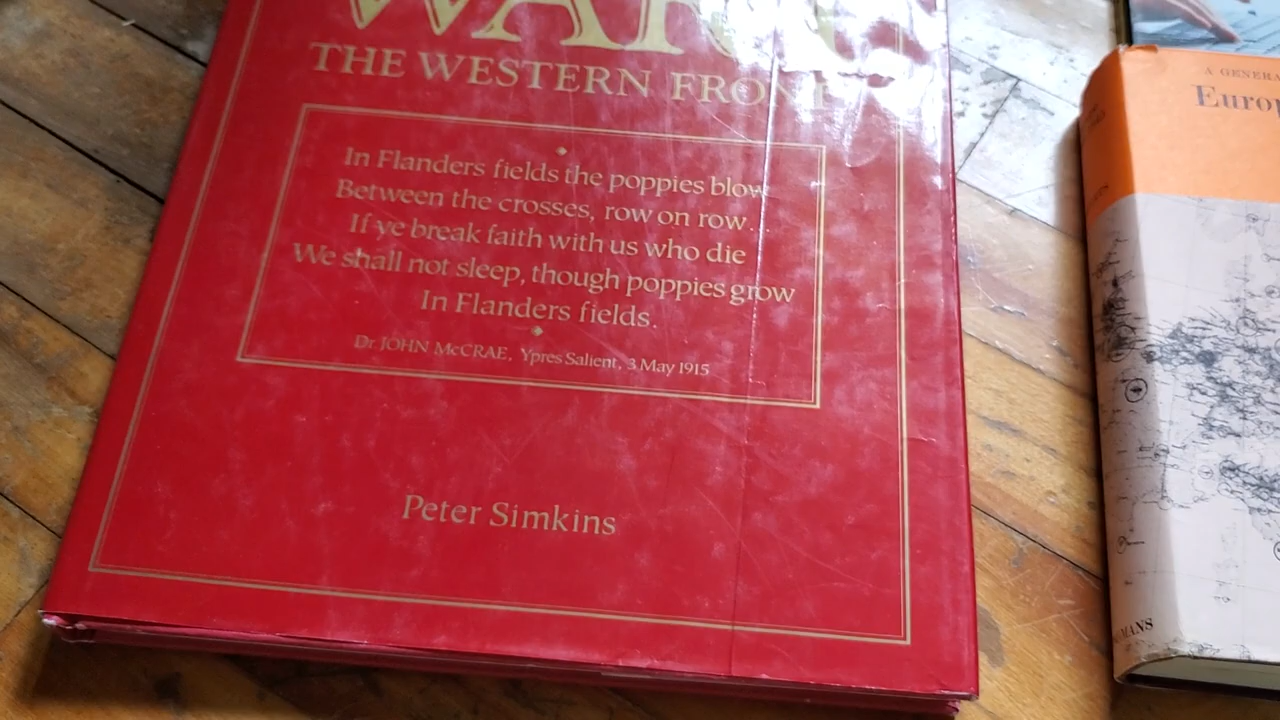 THE WESTERN FRONT
In Flanders fields the poppies blow
Between the crosses, row on row...
If ye break faith with us who die
We shall not sleep, though poppies grow
In Flanders fields.
Dr JOHN McCRAE, Ypres Salient, 3 May 1915
Peter Simkins
A GENERA
Europ
MANS